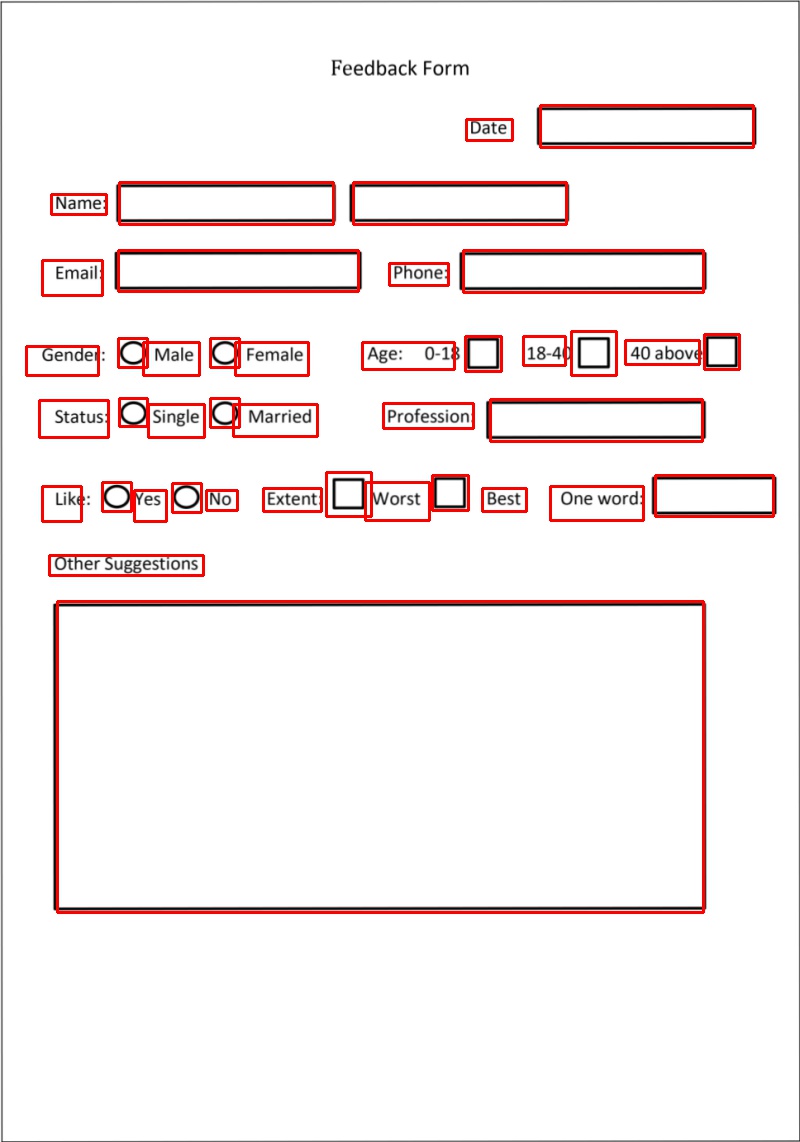 Feedback Form
Date
Name:
Email: Phone:
Gender: Male Female Age: 0-18 18-40 40 above
Status: Single Married Profession:
Like: Yes No Extent: Worst Best One word:
Other Suggestions